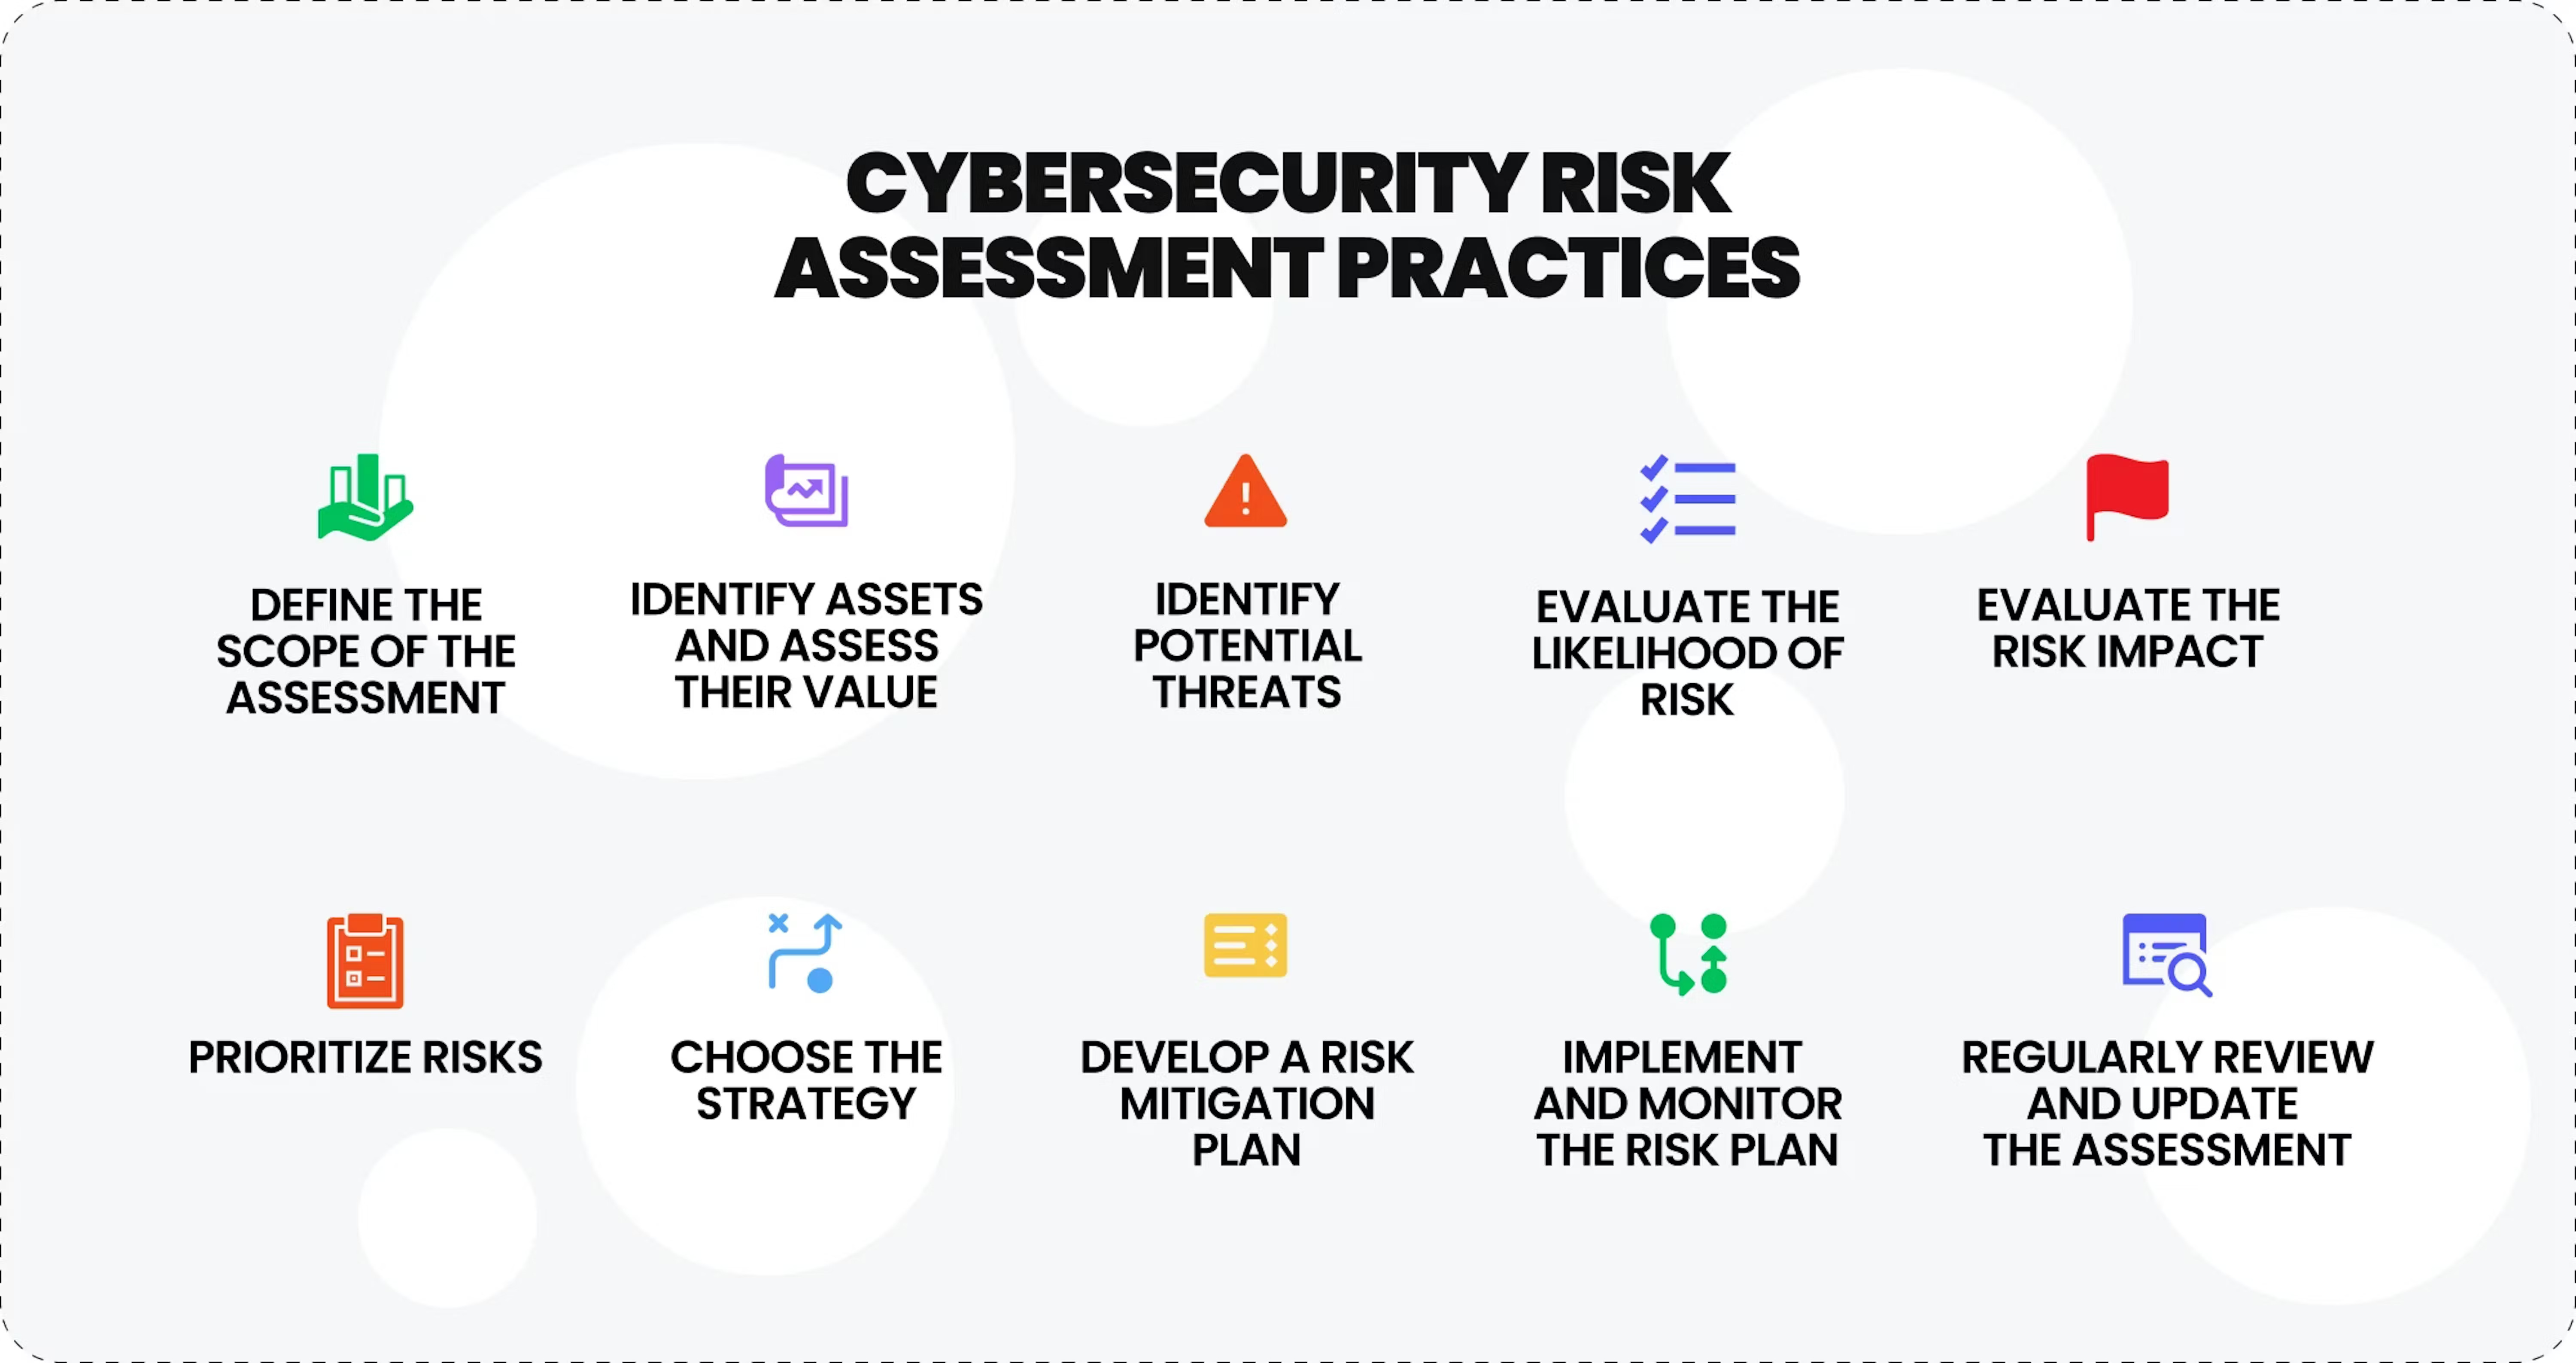 CYBERSECURITY RISK
ASSESSMENT PRACTICES
DEFINE THE
SCOPE OF THE
ASSESSMENT
IDENTIFY ASSETS
AND ASSESS
THEIR VALUE
IDENTIFY
POTENTIAL
THREATS
EVALUATE THE
LIKELIHOOD OF
RISK
EVALUATE THE
RISK IMPACT
PRIORITIZE RISKS
CHOOSE THE
STRATEGY
DEVELOP A RISK
MITIGATION
PLAN
IMPLEMENT
AND MONITOR
THE RISK PLAN
REGULARLY REVIEW
AND UPDATE
THE ASSESSMENT